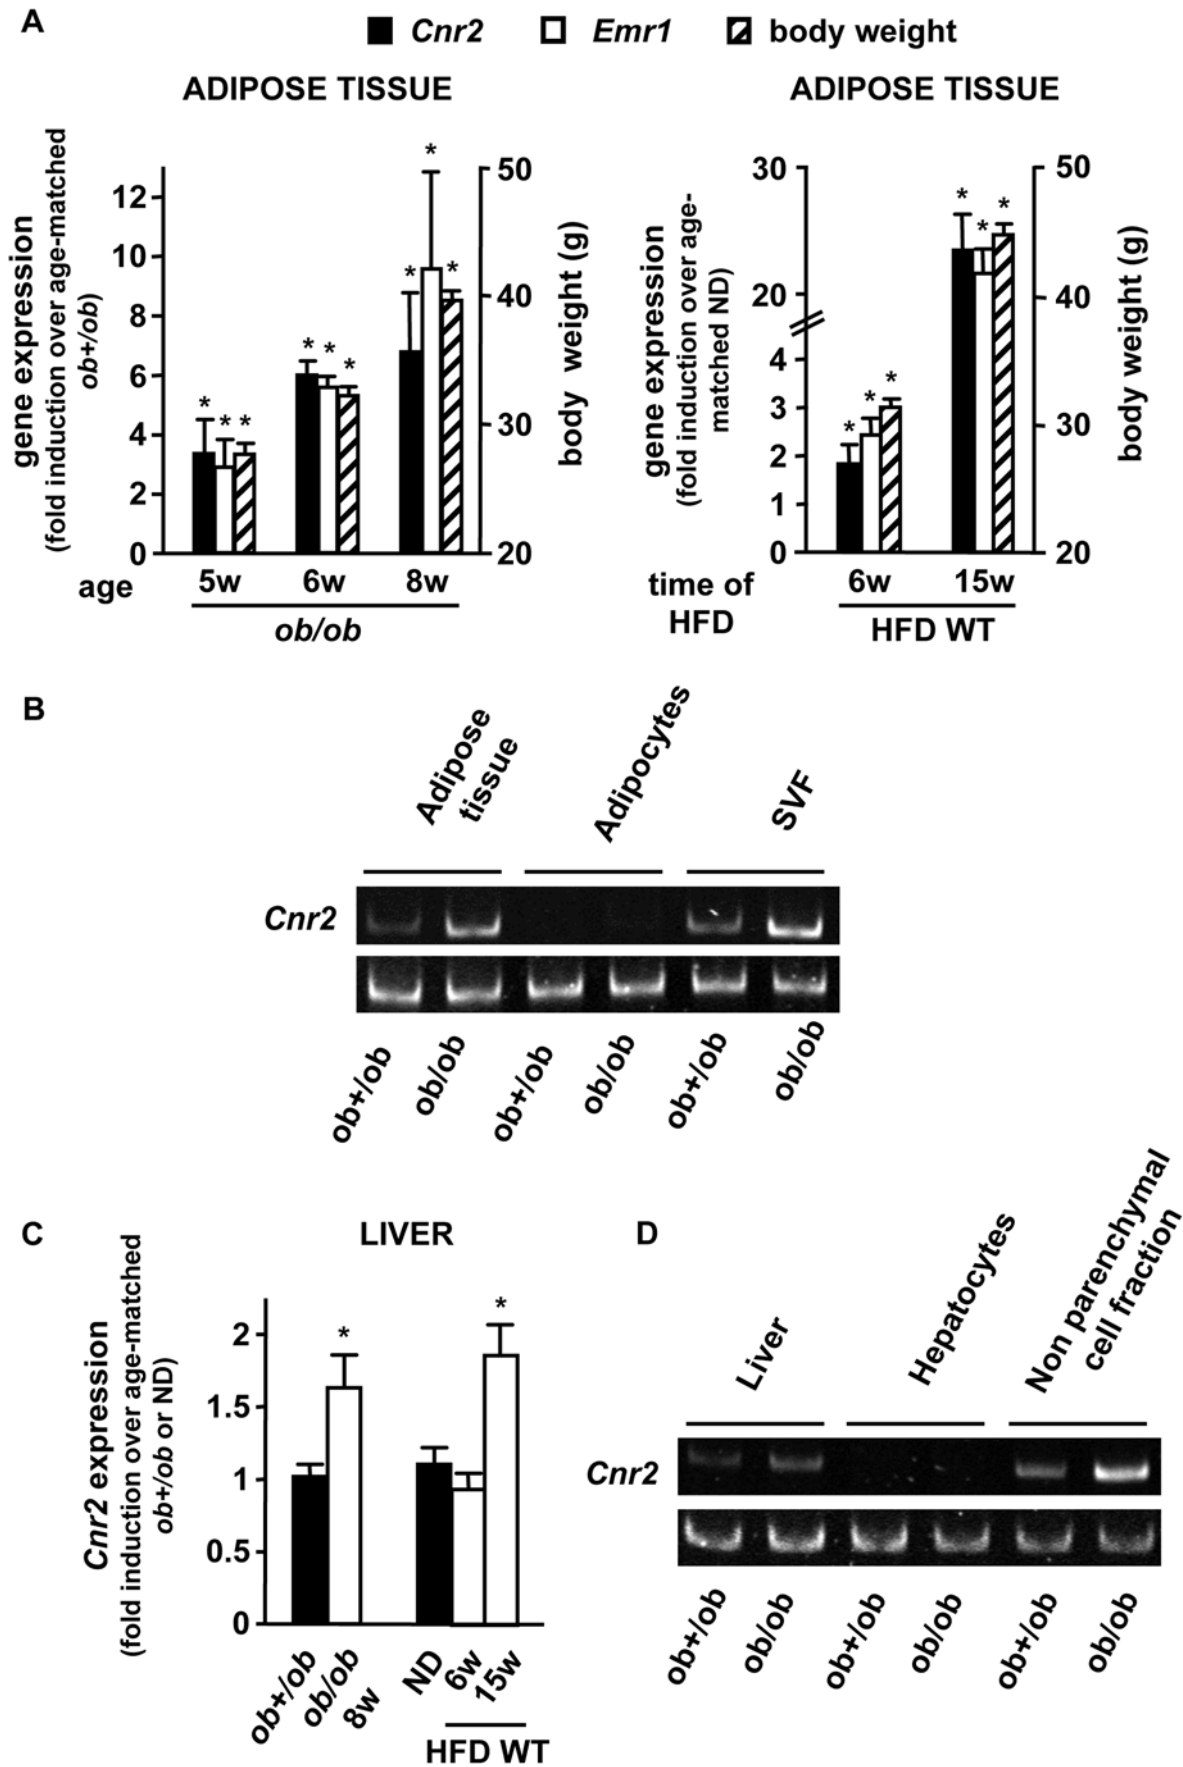 A
Cnr2 Emr1 body weight
ADIPOSE TISSUE
gene expression
(fold induction over age-matched
ob+/ob)
12
10
8
6
4
2
0
* * *
* * *
* * *
50
40
30
20
body weight (g)
age 5w 6w 8w
ob/ob
ADIPOSE TISSUE
gene expression
(fold induction over age-
matched ND)
30
20
4
3
2
1
0
* * *
* * *
50
40
30
20
body weight (g)
time of
HFD
6w 15w
HFD WT
B
Adipose
tissue
Adipocytes
SVF
Cnr2
ob+/ob ob/ob ob+/ob ob/ob ob+/ob ob/ob
C
LIVER
Cnr2 expression
(fold induction over age-matched
ob+/ob or ND)
2
1.5
1
0.5
0
* *
ob+/ob
ob/ob
8w
ND
6w
15w
HFD WT
D
Liver
Hepatocytes
Non parenchymal
cell fraction
Cnr2
ob+/ob ob/ob ob+/ob ob/ob ob+/ob ob/ob